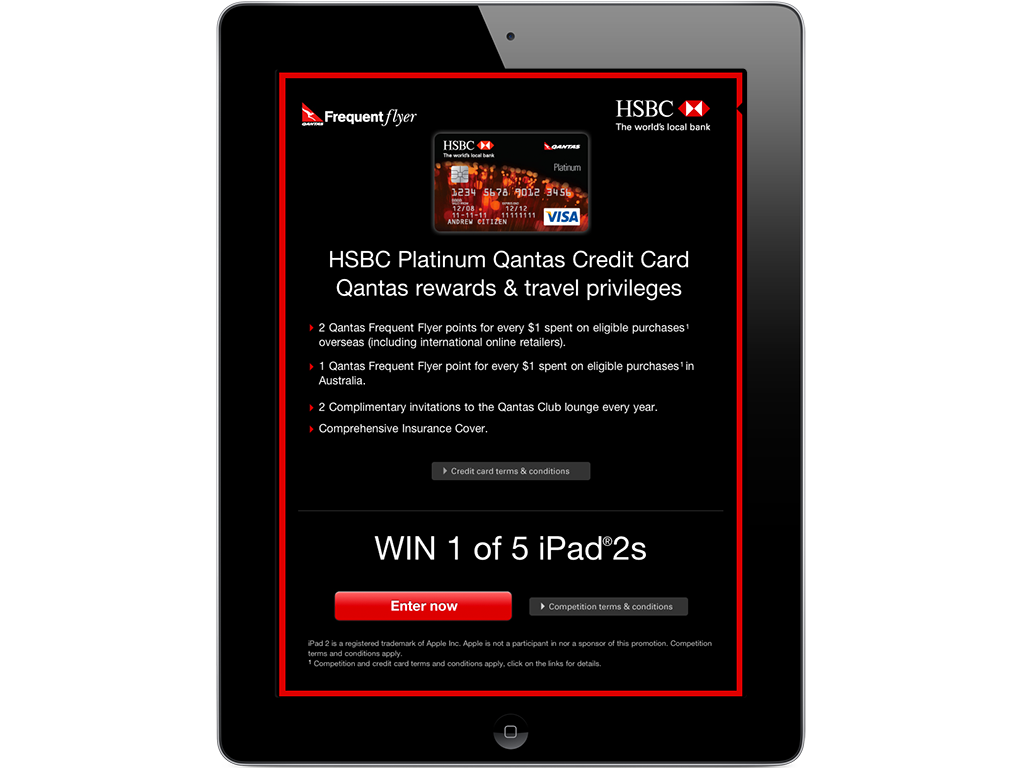 QANTAS
Frequent flyer
HSBC
The world's local bank
HSBC
The world's local bank
QANTAS
Platinum
1234 5678 9012 3456
12/08 12/12
11-11-11 11111111
ANDREW CITIZEN
VISA
HSBC Platinum Qantas Credit Card
Qantas rewards & travel privileges
2 Qantas Frequent Flyer points for every $1 spent on eligible purchases¹
overseas (including international online retailers).
1 Qantas Frequent Flyer point for every $1 spent on eligible purchases¹ in
Australia.
2 Complimentary invitations to the Qantas Club lounge every year.
Comprehensive Insurance Cover.
Credit card terms & conditions
WIN 1 of 5 iPad®2s
Enter now
Competition terms & conditions
iPad 2 is a registered trademark of Apple Inc. Apple is not a participant in nor a sponsor of this promotion. Competition
terms and conditions apply.
¹ Competition and credit card terms and conditions apply, click on the links for details.